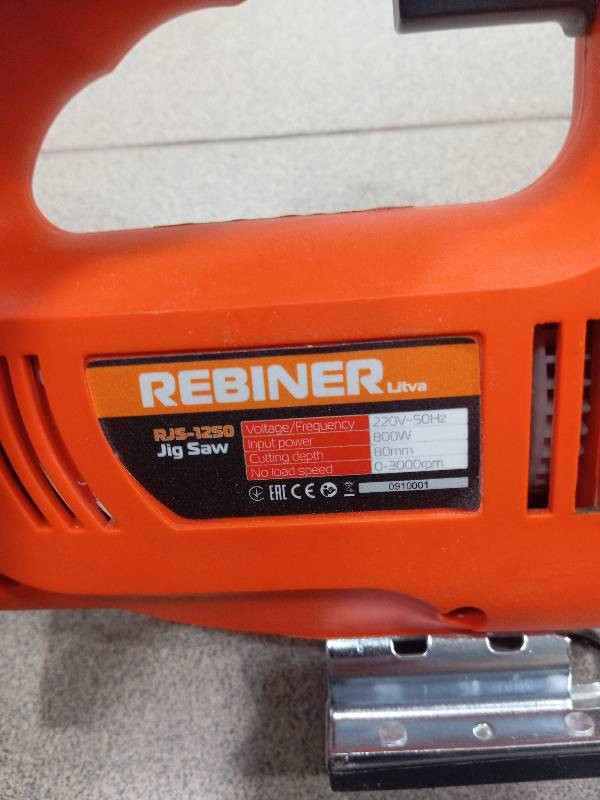 REBINER Litva
RJS-1250
Jig Saw
Voltage/Frequency 220V~50Hz
Input power 800W
Cutting depth 80mm
No load speed 0-3000rpm
EAC CE
0910001